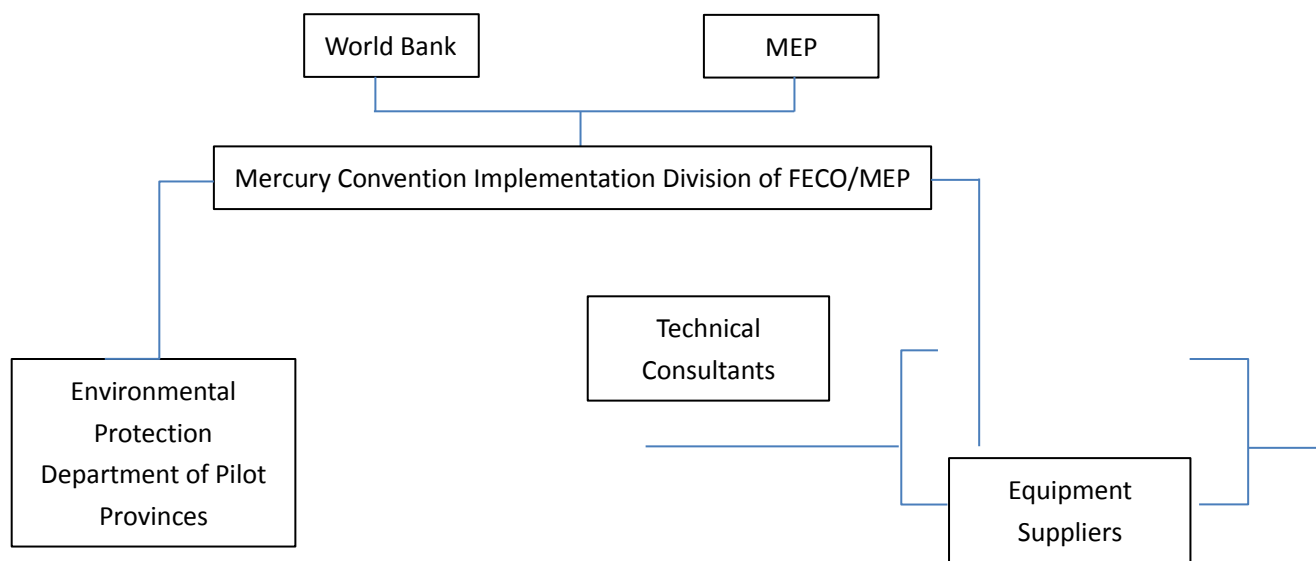 World Bank
MEP
Mercury Convention Implementation Division of FECO/MEP
Technical
Consultants
Environmental
Protection
Department of Pilot
Provinces
Equipment
Suppliers